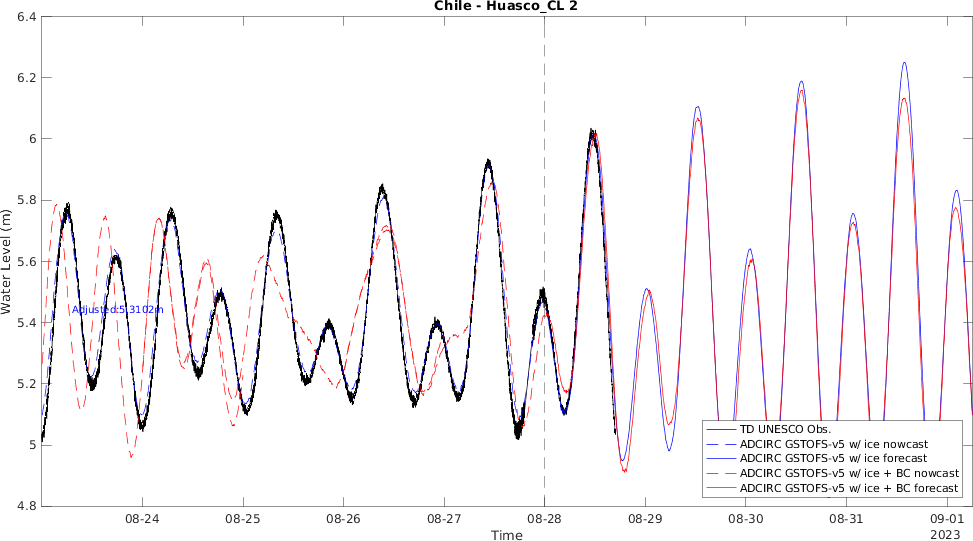 Chile - Huasco_CL 2
6.4
6.2
6
5.8
5.6
5.4
5.2
5
4.8
Water Level (m)
Adjusted:5.3102m
TD UNESCO Obs.
ADCIRC GSTOFS-v5 w/ ice nowcast
ADCIRC GSTOFS-v5 w/ ice forecast
ADCIRC GSTOFS-v5 w/ ice + BC nowcast
ADCIRC GSTOFS-v5 w/ ice + BC forecast
08-24 08-25 08-26 08-27 08-28 08-29 08-30 08-31 09-01
2023
Time